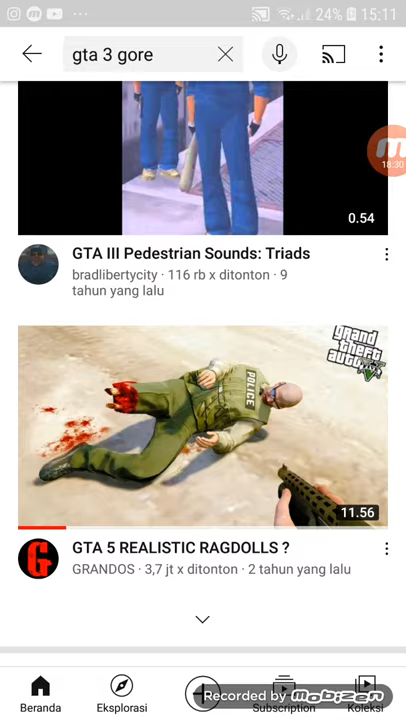 24% 15:11
gta 3 gore
18:30
0.54
GTA III Pedestrian Sounds: Triads
bradlibertycity · 116 rb x ditonton · 9
tahun yang lalu
grand
theft
auto
V
POLICE
11.56
GTA 5 REALISTIC RAGDOLLS ?
GRANDOS · 3,7 jt x ditonton · 2 tahun yang lalu
Recorded by mobizen
Beranda
Eksplorasi
Subscription
Koleksi